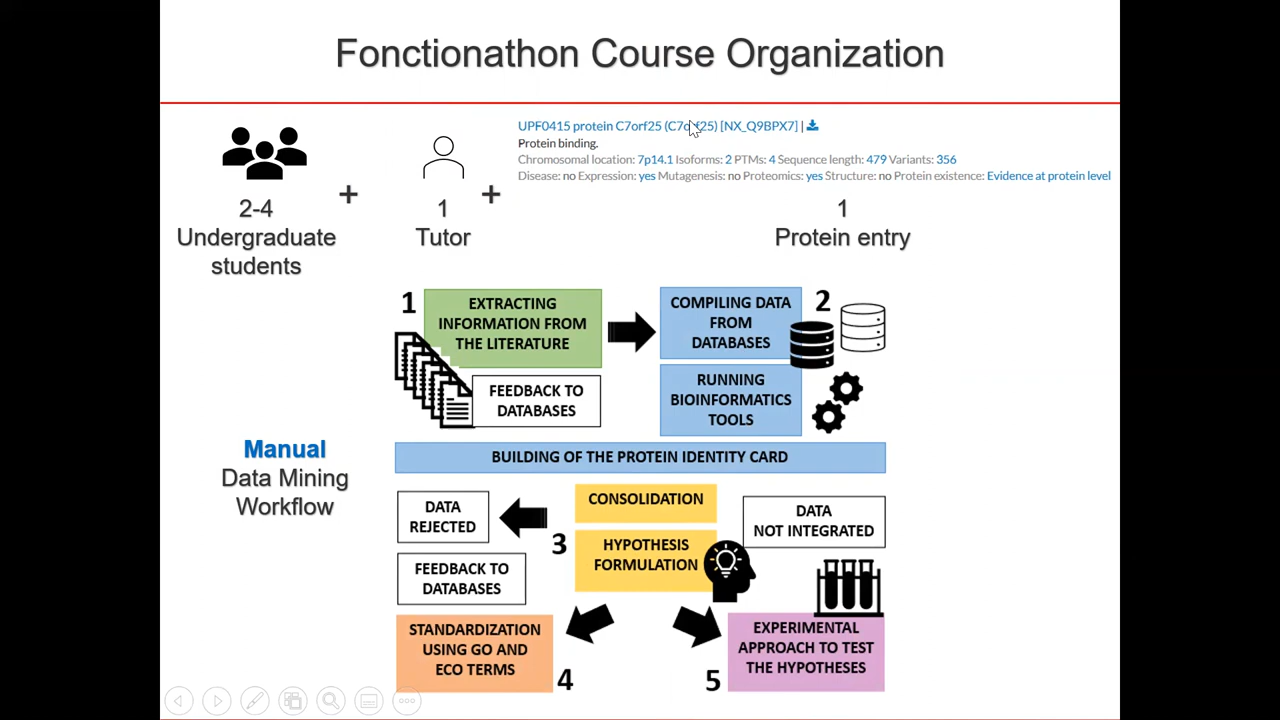 Fonctionathon Course Organization
UPF0415 protein C7orf25 (C7orf25) [NX_Q9BPX7] |
Protein binding.
Chromosomal location: 7p14.1 Isoforms: 2 PTMs: 4 Sequence length: 479 Variants: 356
Disease: no Expression: yes Mutagenesis: no Proteomics: yes Structure: no Protein existence: Evidence at protein level
2-4
Undergraduate
students
+
1
Tutor
+
1
Protein entry
1
EXTRACTING
INFORMATION FROM
THE LITERATURE
FEEDBACK TO
DATABASES
COMPILING DATA
FROM
DATABASES
2
RUNNING
BIOINFORMATICS
TOOLS
Manual
Data Mining
Workflow
BUILDING OF THE PROTEIN IDENTITY CARD
DATA
REJECTED
3
CONSOLIDATION
HYPOTHESIS
FORMULATION
DATA
NOT INTEGRATED
FEEDBACK TO
DATABASES
STANDARDIZATION
USING GO AND
ECO TERMS
4
5
EXPERIMENTAL
APPROACH TO TEST
THE HYPOTHESES